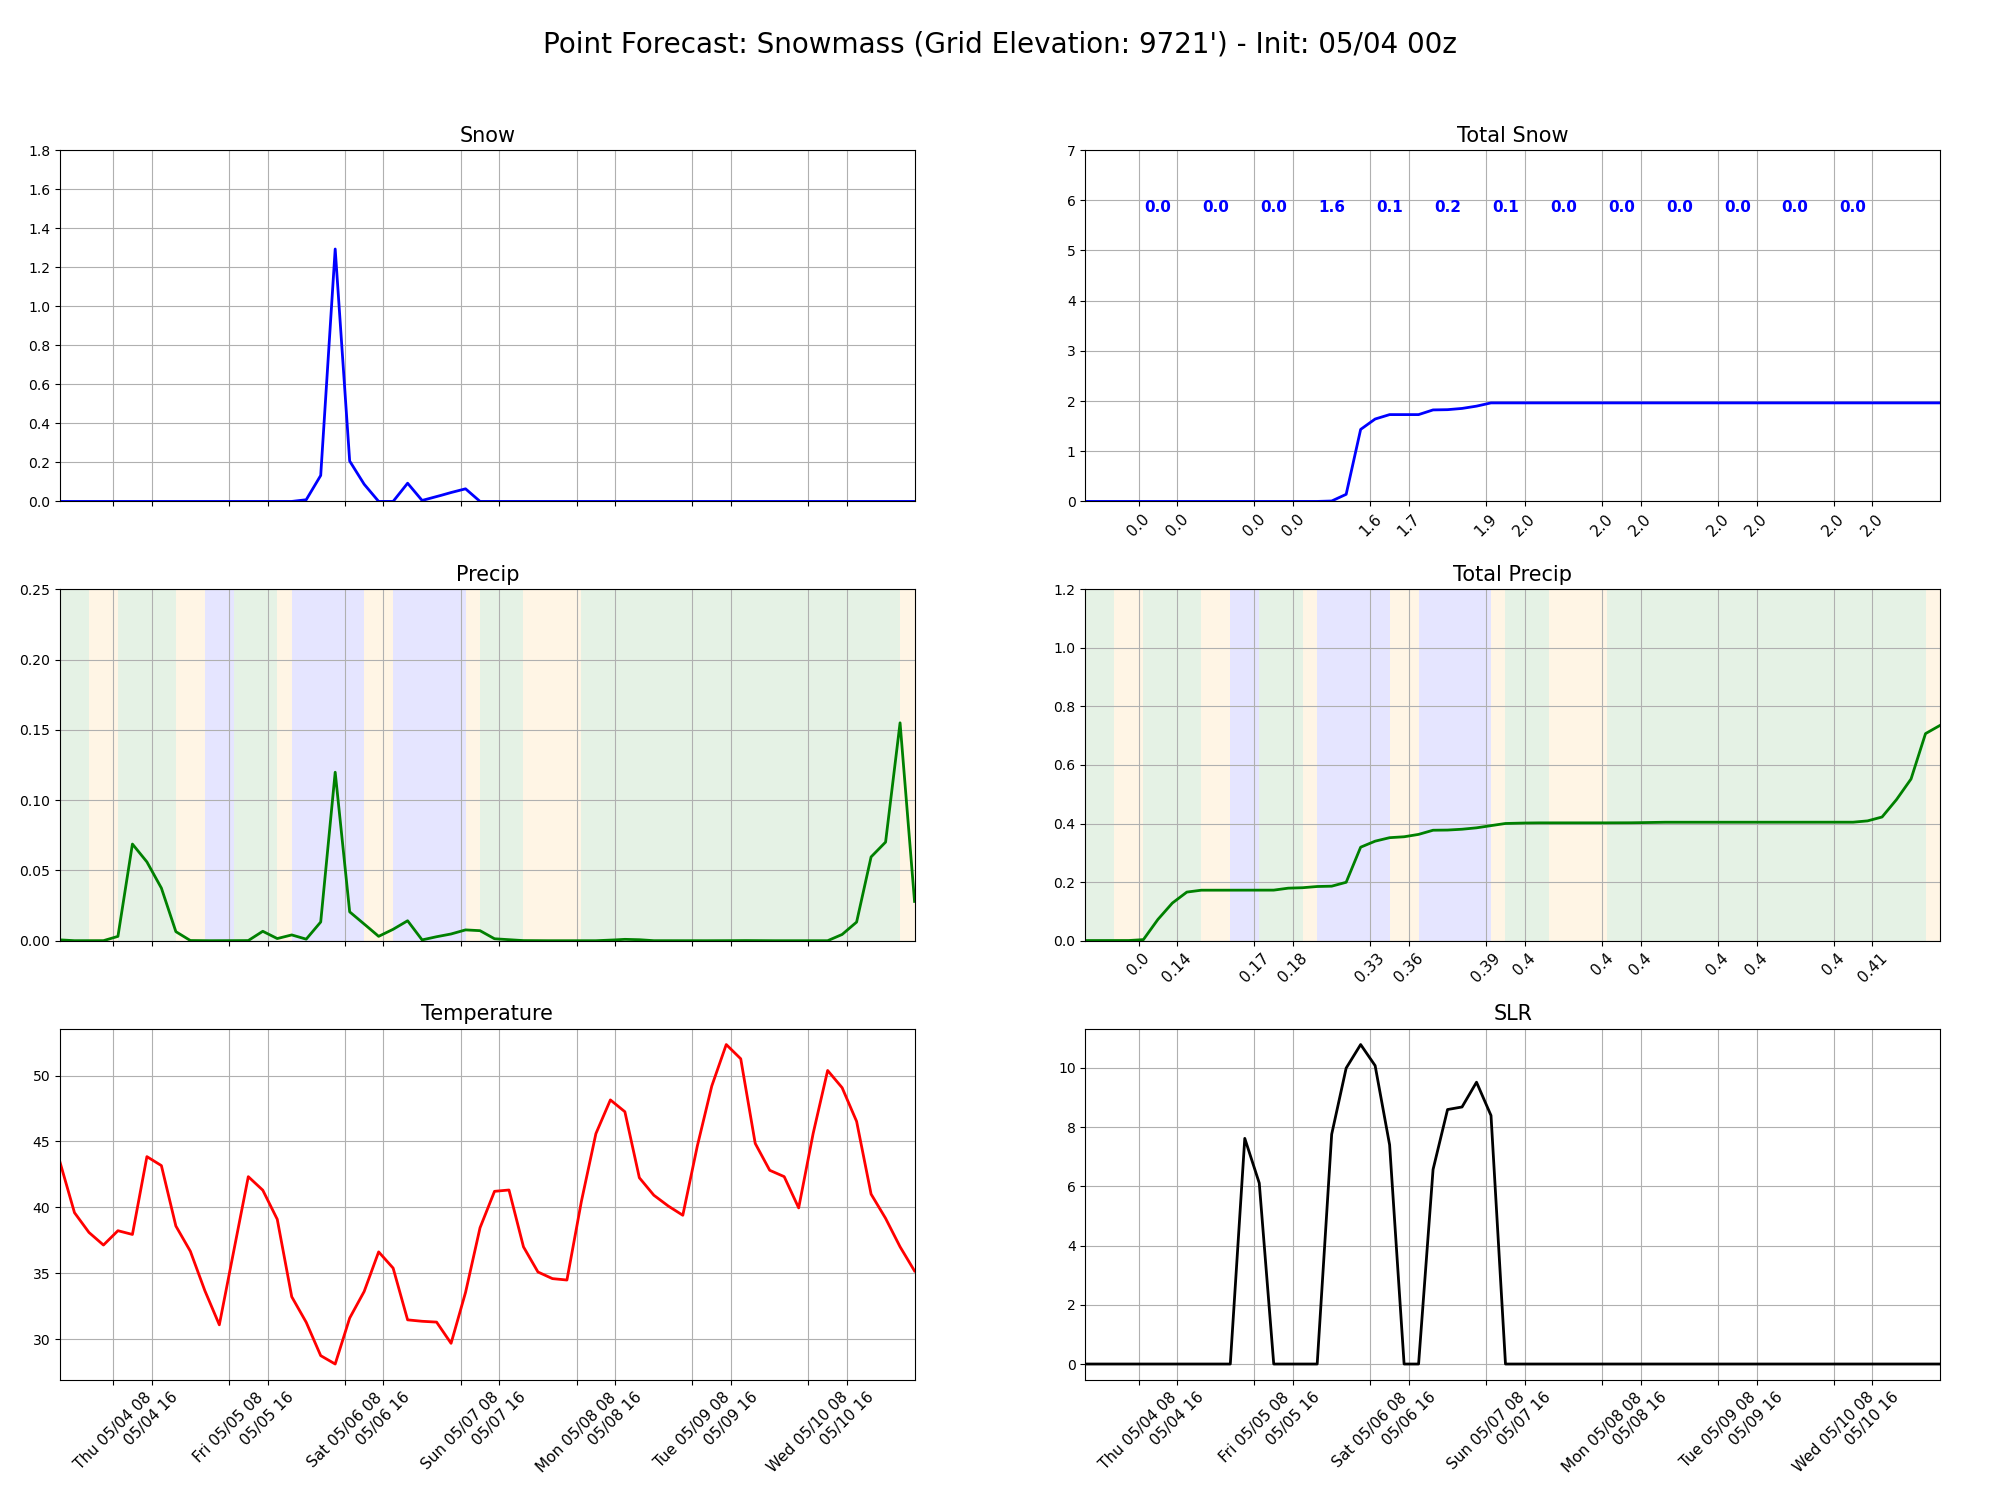 Point Forecast: Snowmass (Grid Elevation: 9721') - Init: 05/04 00z
Snow
1.8
1.6
1.4
1.2
1.0
0.8
0.6
0.4
0.2
0.0
Total Snow
7
6
5
4
3
2
1
0
0.0 0.0 0.0 1.6 0.1 0.2 0.1 0.0 0.0 0.0 0.0 0.0 0.0
0.0 0.0 0.0 0.0 1.6 1.7 1.9 2.0 2.0 2.0 2.0 2.0 2.0 2.0
Precip
0.25
0.20
0.15
0.10
0.05
0.00
Total Precip
1.2
1.0
0.8
0.6
0.4
0.2
0.0
0.0 0.14 0.17 0.18 0.33 0.36 0.39 0.4 0.4 0.4 0.4 0.4 0.4 0.41
Temperature
50
45
40
35
30
Thu 05/04 08
05/04 16
Fri 05/05 08
05/05 16
Sat 05/06 08
05/06 16
Sun 05/07 08
05/07 16
Mon 05/08 08
05/08 16
Tue 05/09 08
05/09 16
Wed 05/10 08
05/10 16
SLR
10
8
6
4
2
0
Thu 05/04 08
05/04 16
Fri 05/05 08
05/05 16
Sat 05/06 08
05/06 16
Sun 05/07 08
05/07 16
Mon 05/08 08
05/08 16
Tue 05/09 08
05/09 16
Wed 05/10 08
05/10 16